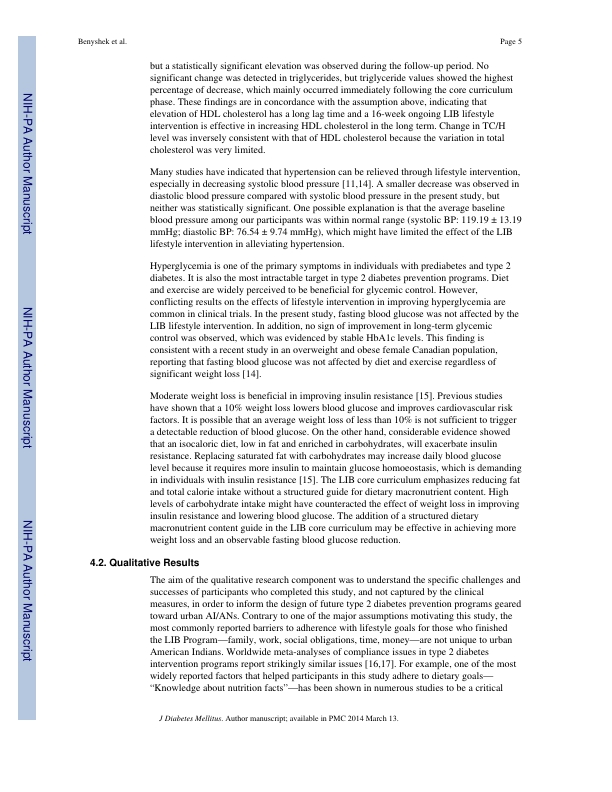 Benyshek et al.
Page 5
NIH-PA Author Manuscript
NIH-PA Author Manuscript
NIH-PA Author Manuscript
but a statistically significant elevation was observed during the follow-up period. No
significant change was detected in triglycerides, but triglyceride values showed the highest
percentage of decrease, which mainly occurred immediately following the core curriculum
phase. These findings are in concordance with the assumption above, indicating that
elevation of HDL cholesterol has a long lag time and a 16-week ongoing LIB lifestyle
intervention is effective in increasing HDL cholesterol in the long term. Change in TC/H
level was inversely consistent with that of HDL cholesterol because the variation in total
cholesterol was very limited.
Many studies have indicated that hypertension can be relieved through lifestyle intervention,
especially in decreasing systolic blood pressure [11,14]. A smaller decrease was observed in
diastolic blood pressure compared with systolic blood pressure in the present study, but
neither was statistically significant. One possible explanation is that the average baseline
blood pressure among our participants was within normal range (systolic BP: 119.19 ± 13.19
mmHg; diastolic BP: 76.54 ± 9.74 mmHg), which might have limited the effect of the LIB
lifestyle intervention in alleviating hypertension.
Hyperglycemia is one of the primary symptoms in individuals with prediabetes and type 2
diabetes. It is also the most intractable target in type 2 diabetes prevention programs. Diet
and exercise are widely perceived to be beneficial for glycemic control. However,
conflicting results on the effects of lifestyle intervention in improving hyperglycemia are
common in clinical trials. In the present study, fasting blood glucose was not affected by the
LIB lifestyle intervention. In addition, no sign of improvement in long-term glycemic
control was observed, which was evidenced by stable HbA1c levels. This finding is
consistent with a recent study in an overweight and obese female Canadian population,
reporting that fasting blood glucose was not affected by diet and exercise regardless of
significant weight loss [14].
Moderate weight loss is beneficial in improving insulin resistance [15]. Previous studies
have shown that a 10% weight loss lowers blood glucose and improves cardiovascular risk
factors. It is possible that an average weight loss of less than 10% is not sufficient to trigger
a detectable reduction of blood glucose. On the other hand, considerable evidence showed
that an isocaloric diet, low in fat and enriched in carbohydrates, will exacerbate insulin
resistance. Replacing saturated fat with carbohydrates may increase daily blood glucose
level because it requires more insulin to maintain glucose homoeostasis, which is demanding
in individuals with insulin resistance [15]. The LIB core curriculum emphasizes reducing fat
and total calorie intake without a structured guide for dietary macronutrient content. High
levels of carbohydrate intake might have counteracted the effect of weight loss in improving
insulin resistance and lowering blood glucose. The addition of a structured dietary
macronutrient content guide in the LIB core curriculum may be effective in achieving more
weight loss and an observable fasting blood glucose reduction.
4.2. Qualitative Results
The aim of the qualitative research component was to understand the specific challenges and
successes of participants who completed this study, and not captured by the clinical
measures, in order to inform the design of future type 2 diabetes prevention programs geared
toward urban AI/ANs. Contrary to one of the major assumptions motivating this study, the
most commonly reported barriers to adherence with lifestyle goals for those who finished
the LIB Program—family, work, social obligations, time, money—are not unique to urban
American Indians. Worldwide meta-analyses of compliance issues in type 2 diabetes
intervention programs report strikingly similar issues [16,17]. For example, one of the most
widely reported factors that helped participants in this study adhere to dietary goals—
“Knowledge about nutrition facts”—has been shown in numerous studies to be a critical
J Diabetes Mellitus. Author manuscript; available in PMC 2014 March 13.